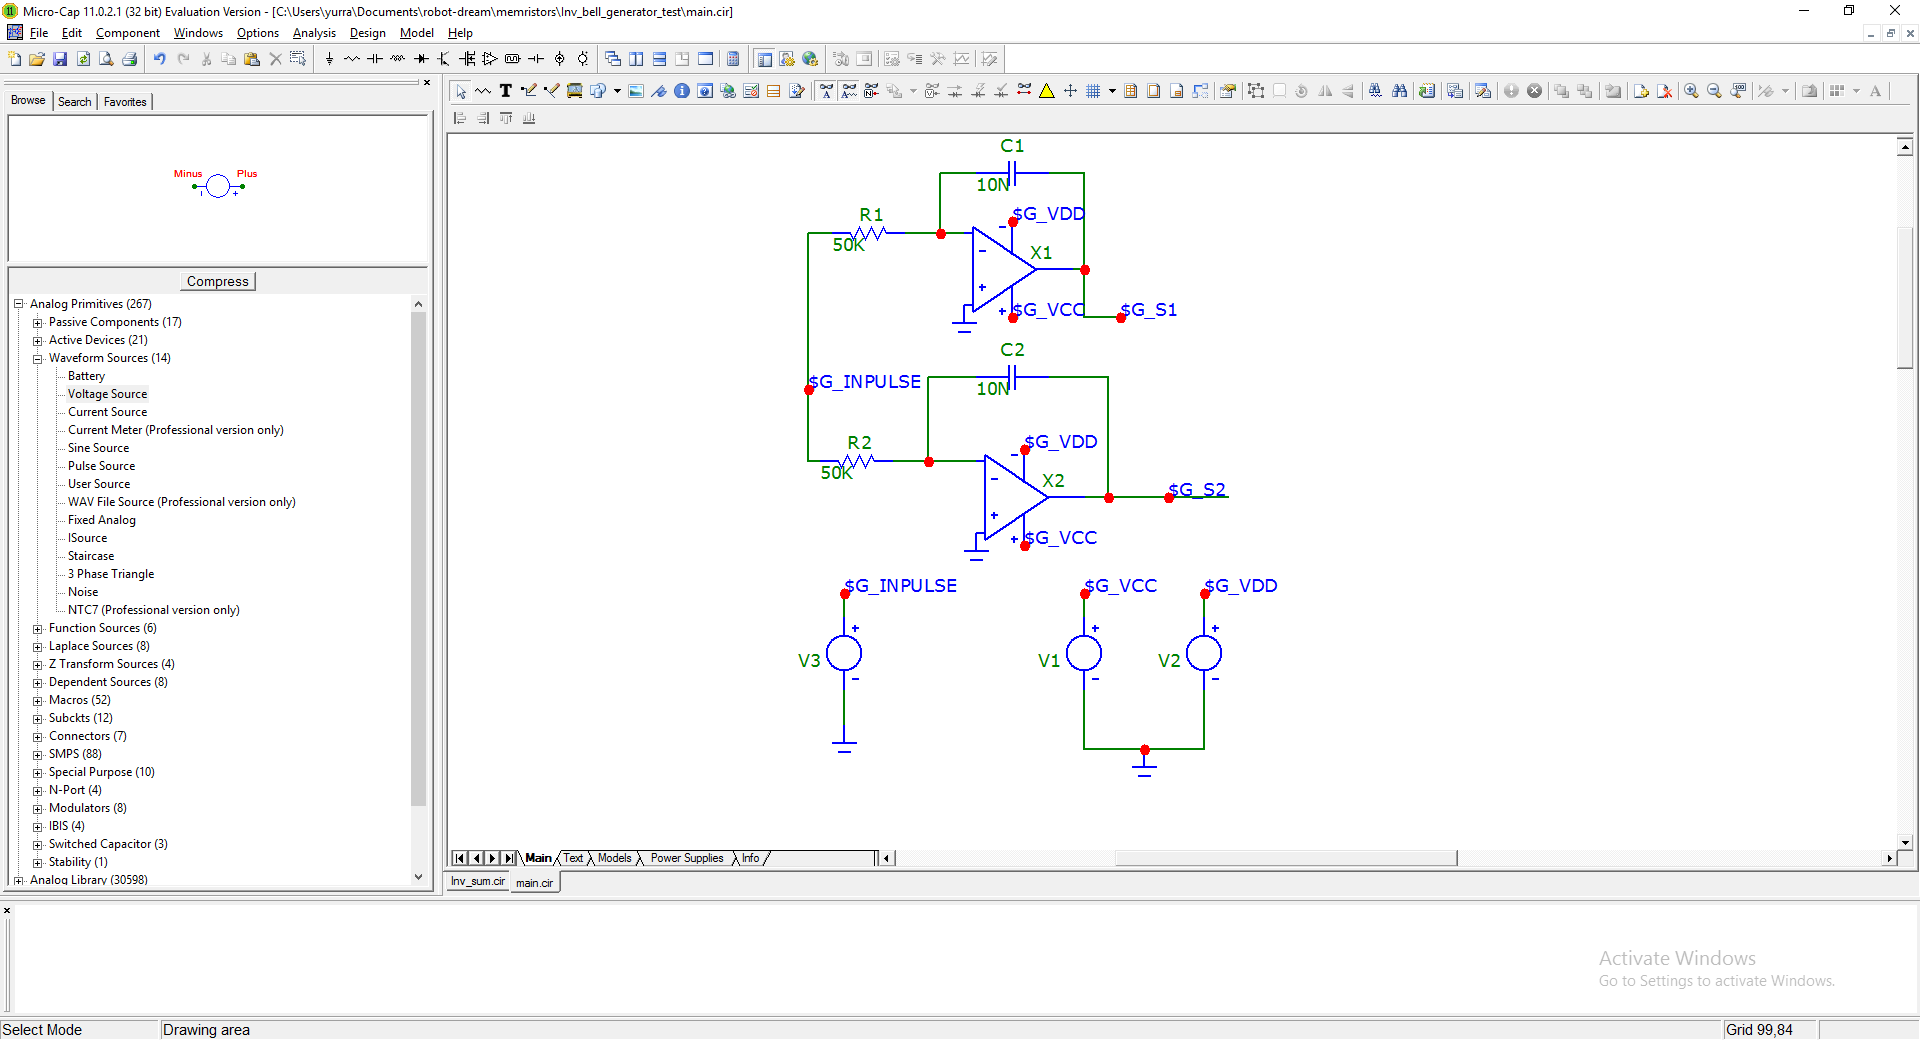 Micro-Cap 11.0.2.1 (32 bit) Evaluation Version - [C:\Users\yurra\Documents\robot-dream\memristors\Inv_bell_generator_test\main.cir]
File Edit Component Windows Options Analysis Design Model Help
Browse Search Favorites
Minus Plus
Compress
Analog Primitives (267)
Passive Components (17)
Active Devices (21)
Waveform Sources (14)
Battery
Voltage Source
Current Source
Current Meter (Professional version only)
Sine Source
Pulse Source
User Source
WAV File Source (Professional version only)
Fixed Analog
ISource
Staircase
3 Phase Triangle
Noise
NTC7 (Professional version only)
Function Sources (6)
Laplace Sources (8)
Z Transform Sources (4)
Dependent Sources (8)
Macros (52)
Subckts (12)
Connectors (7)
SMPS (88)
Special Purpose (10)
N-Port (4)
Modulators (8)
IBIS (4)
Switched Capacitor (3)
Stability (1)
Analog Library (30598)
C1
10N
R1
50K
$G_VDD
X1
$G_VCC
$G_S1
C2
10N
$G_INPULSE
R2
50K
$G_VDD
X2
$G_S2
$G_VCC
$G_INPULSE
V3
$G_VCC
V1
$G_VDD
V2
Main Text Models Power Supplies Info
Inv_sum.cir main.cir
Activate Windows
Go to Settings to activate Windows.
Select Mode
Drawing area
Grid 99,84